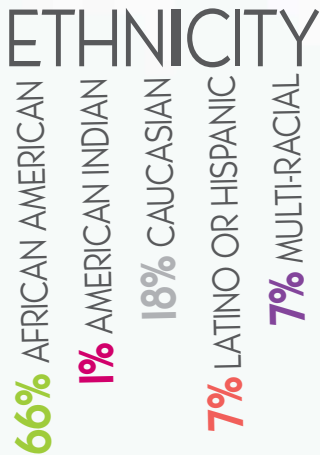 ETHNICITY
66% AFRICAN AMERICAN
1% AMERICAN INDIAN
18% CAUCASIAN
7% LATINO OR HISPANIC
7% MULTI-RACIAL